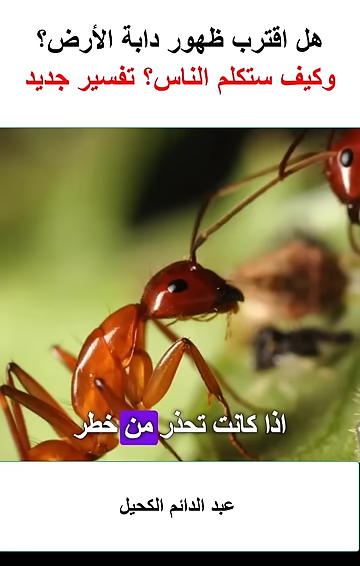 هل اقترب ظهور دابة الأرض؟
وكيف ستكلم الناس؟ تفسير جديد
اذا كانت تحذر من خطر
عبد الدائم الكحيل